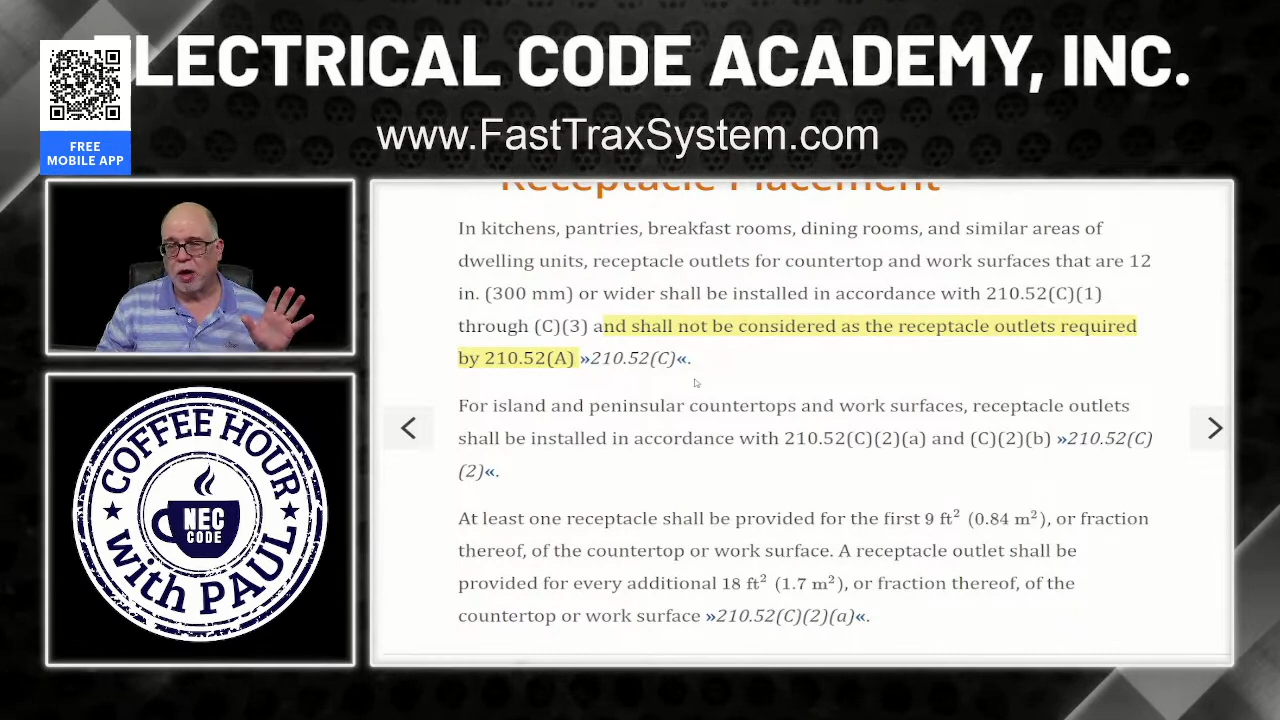 ELECTRICAL CODE ACADEMY, INC.
www.FastTraxSystem.com
FREE
MOBILE APP
Receptacle Placement
In kitchens, pantries, breakfast rooms, dining rooms, and similar areas of
dwelling units, receptacle outlets for countertop and work surfaces that are 12
in. (300 mm) or wider shall be installed in accordance with 210.52(C)(1)
through (C)(3) and shall not be considered as the receptacle outlets required
by 210.52(A) »210.52(C)«.
For island and peninsular countertops and work surfaces, receptacle outlets
shall be installed in accordance with 210.52(C)(2)(a) and (C)(2)(b) »210.52(C)
(2)«.
At least one receptacle shall be provided for the first 9 ft² (0.84 m²), or fraction
thereof, of the countertop or work surface. A receptacle outlet shall be
provided for every additional 18 ft² (1.7 m²), or fraction thereof, of the
countertop or work surface »210.52(C)(2)(a)«.
COFFEE HOUR
NEC
CODE
with PAUL